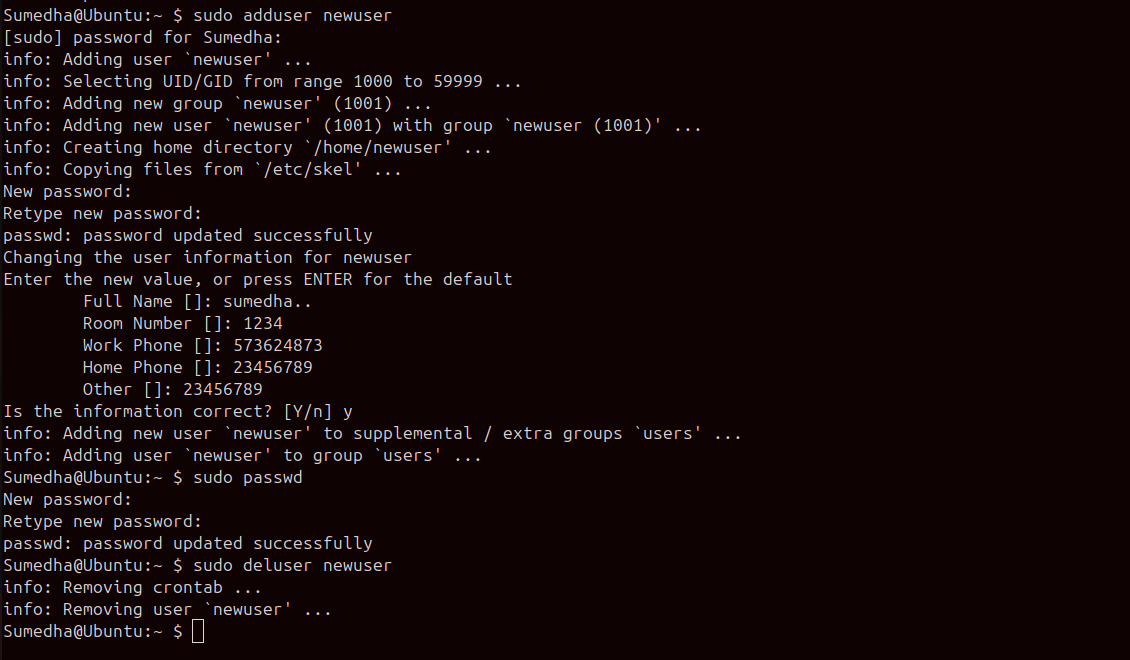 Sumedha@Ubuntu:~ $ sudo adduser newuser
[sudo] password for Sumedha:
info: Adding user `newuser' ...
info: Selecting UID/GID from range 1000 to 59999 ...
info: Adding new group `newuser' (1001) ...
info: Adding new user `newuser' (1001) with group `newuser (1001)' ...
info: Creating home directory `/home/newuser' ...
info: Copying files from `/etc/skel' ...
New password:
Retype new password:
passwd: password updated successfully
Changing the user information for newuser
Enter the new value, or press ENTER for the default
        Full Name []: sumedha..
        Room Number []: 1234
        Work Phone []: 573624873
        Home Phone []: 23456789
        Other []: 23456789
Is the information correct? [Y/n] y
info: Adding new user `newuser' to supplemental / extra groups `users' ...
info: Adding user `newuser' to group `users' ...
Sumedha@Ubuntu:~ $ sudo passwd
New password:
Retype new password:
passwd: password updated successfully
Sumedha@Ubuntu:~ $ sudo deluser newuser
info: Removing crontab ...
info: Removing user `newuser' ...
Sumedha@Ubuntu:~ $